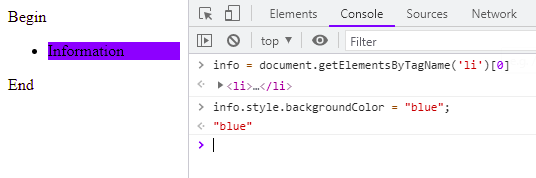 Begin
Information
End
Elements Console Sources Network
top ▼ Filter
> info = document.getElementsByTagName('li')[0]
<li>…</li>
> info.style.backgroundColor = "blue";
"blue"
>